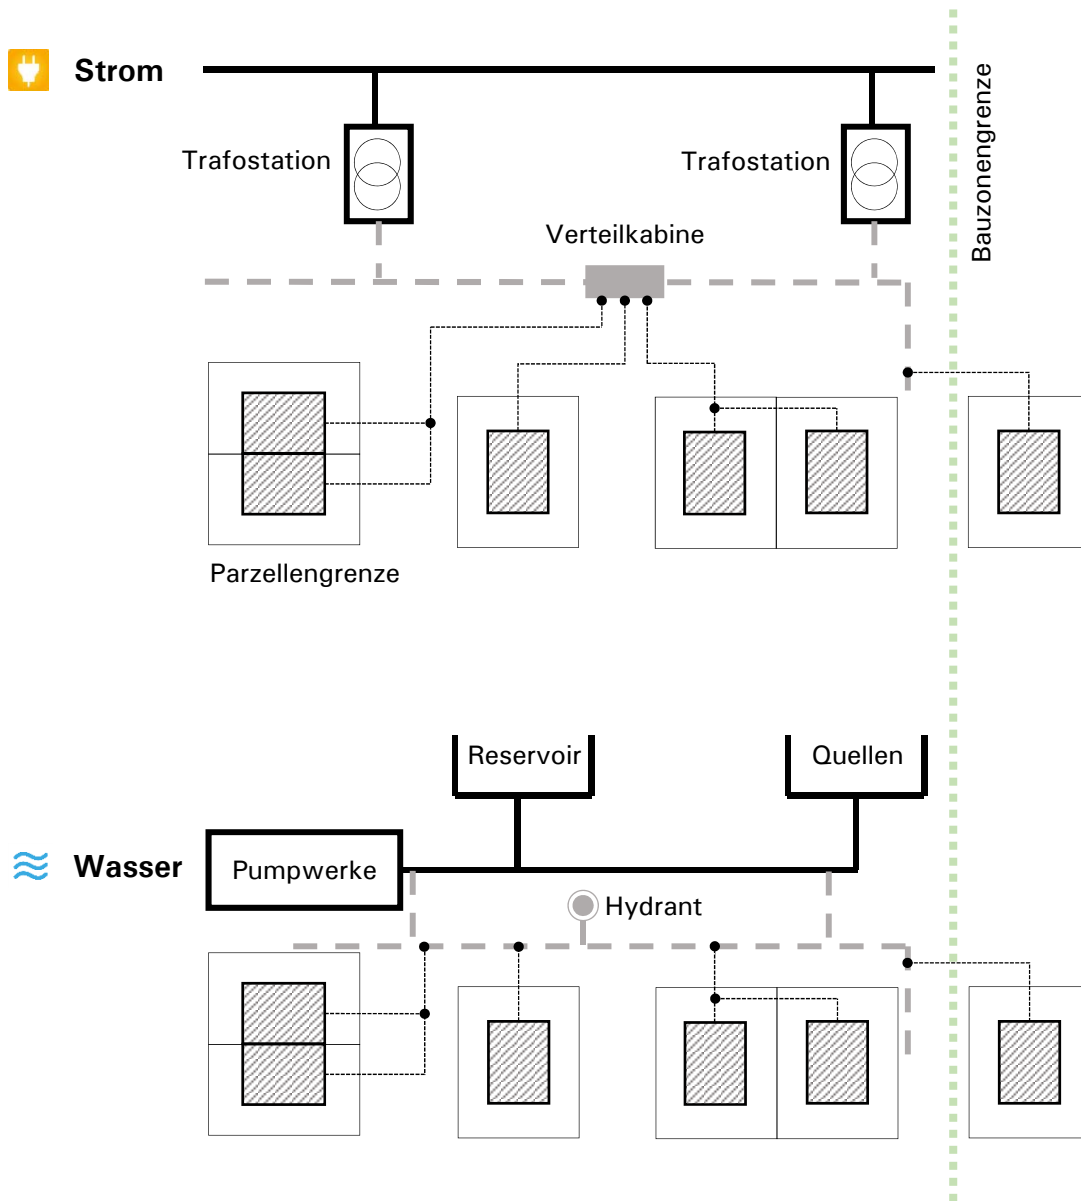 Strom
Bauzonengrenze
Trafostation
Trafostation
Verteilkabine
Parzellengrenze
Reservoir
Quellen
Wasser
Pumpwerke
Hydrant